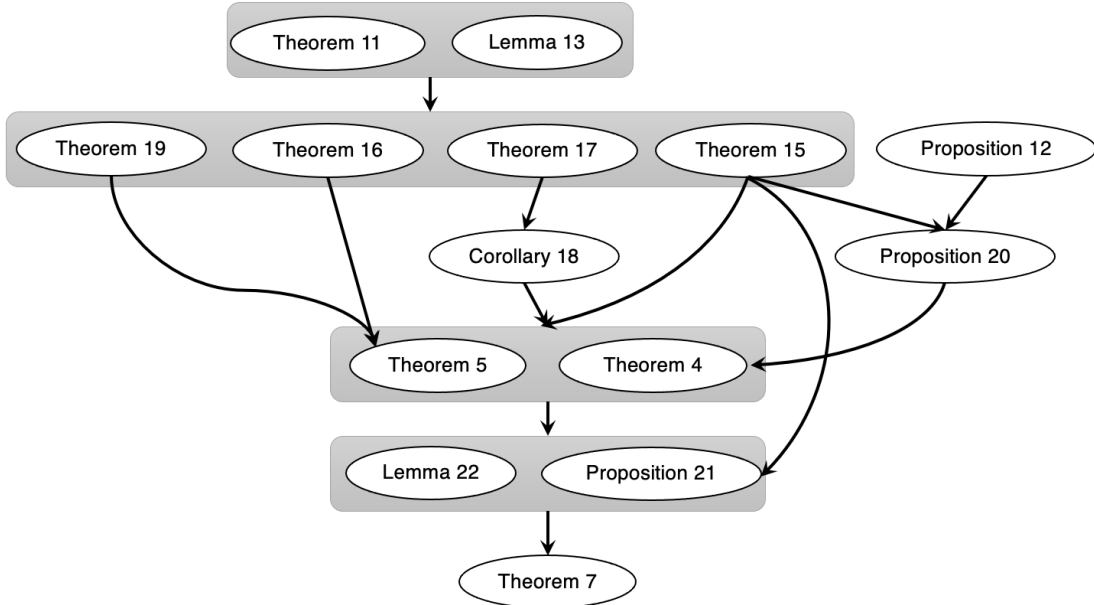 Theorem 11
Lemma 13
Theorem 19
Theorem 16
Theorem 17
Theorem 15
Proposition 12
Corollary 18
Proposition 20
Theorem 5
Theorem 4
Lemma 22
Proposition 21
Theorem 7